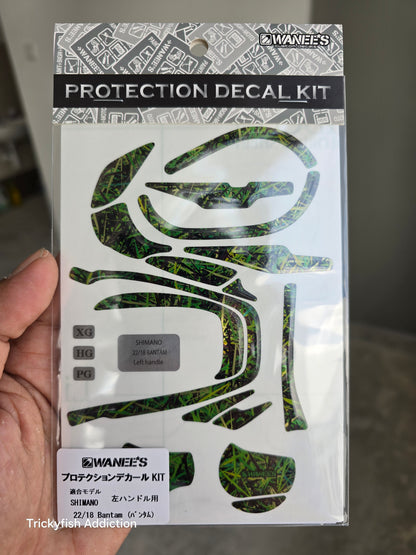 WANEE'S
PROTECTION DECAL KIT
XG
HG
PG
SHIMANO
22/18 BANTAM
Left handle
WANEE'S
プロテクションデカール KIT
適合モデル 左ハンドル用
SHIMANO
22/18 Bantam (バンタム)
Trickyfish Addiction